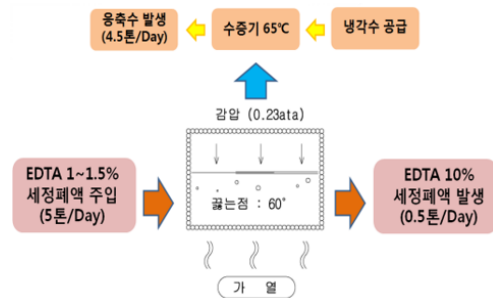 응축수 발생
(4.5톤/Day)
수증기 65℃
냉각수 공급
감압 (0.23ata)
EDTA 1~1.5%
세정폐액 주입
(5톤/Day)
끓는점 : 60°
EDTA 10%
세정폐액 발생
(0.5톤/Day)
가 열